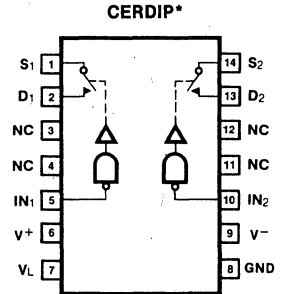 CERDIP*
S1 1 14 S2
D1 2 13 D2
NC 3 12 NC
NC 4 11 NC
IN1 5 10 IN2
V+ 6 9 V−
VL 7 8 GND